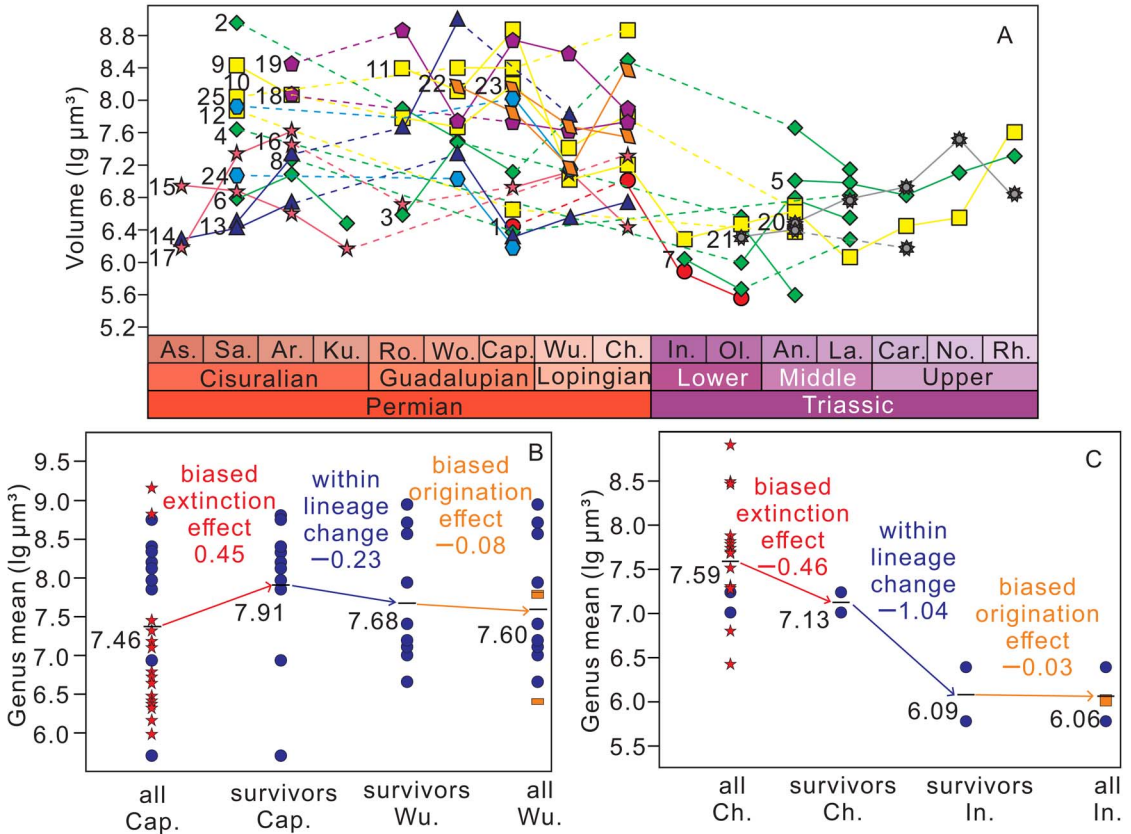 A
Volume (lg μm³)
8.8
8.4
8.0
7.6
7.2
6.8
6.4
6.0
5.6
5.2
2
9
10
19
25
18
12
4
16
8
15
24
6
14
13
17
11
22
23
3
7
21
20
5
As. Sa. Ar. Ku. Ro. Wo. Cap. Wu. Ch. In. Ol. An. La. Car. No. Rh.
Cisuralian Guadalupian Lopingian Lower Middle Upper
Permian Triassic
B
Genus mean (lg μm³)
9.5
9.0
8.5
8.0
7.5
7.0
6.5
6.0
biased
extinction
effect
0.45
within
lineage
change
−0.23
biased
origination
effect
−0.08
7.46
7.91
7.68
7.60
all
Cap.
survivors
Cap.
survivors
Wu.
all
Wu.
C
Genus mean (lg μm³)
8.5
8.0
7.5
7.0
6.5
6.0
5.5
biased
extinction
effect
−0.46
within
lineage
change
−1.04
biased
origination
effect
−0.03
7.59
7.13
6.09
6.06
all
Ch.
survivors
Ch.
survivors
In.
all
In.